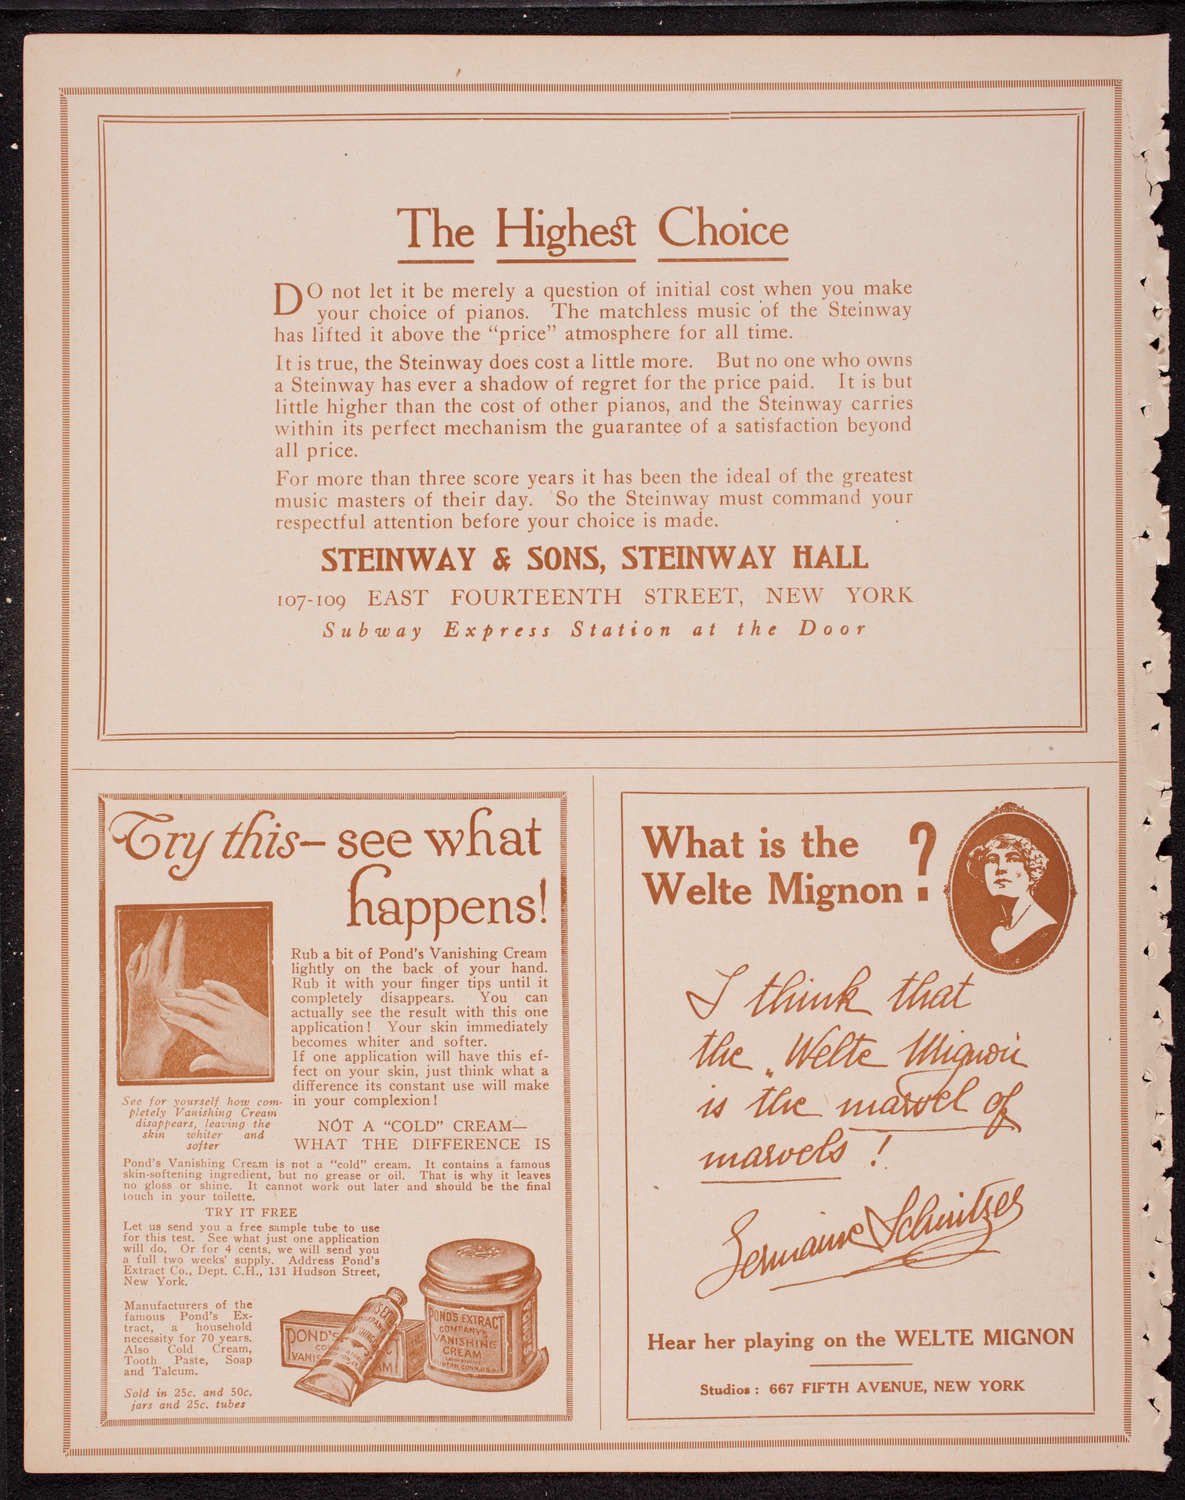 The Highest Choice
DO not let it be merely a question of initial cost when you make
your choice of pianos. The matchless music of the Steinway
has lifted it above the “price” atmosphere for all time.
It is true, the Steinway does cost a little more. But no one who owns
a Steinway has ever a shadow of regret for the price paid. It is but
little higher than the cost of other pianos, and the Steinway carries
within its perfect mechanism the guarantee of a satisfaction beyond
all price.
For more than three score years it has been the ideal of the greatest
music masters of their day. So the Steinway must command your
respectful attention before your choice is made.
STEINWAY & SONS, STEINWAY HALL
107-109 EAST FOURTEENTH STREET, NEW YORK
Subway Express Station at the Door
Try this—see what
happens!
Rub a bit of Pond's Vanishing Cream
lightly on the back of your hand.
Rub it with your finger tips until it
completely disappears. You can
actually see the result with this one
application! Your skin immediately
becomes whiter and softer.
If one application will have this ef-
fect on your skin, just think what a
difference its constant use will make
in your complexion!
See for yourself how com-
pletely Vanishing Cream
disappears, leaving the
skin whiter and
softer
NOT A “COLD” CREAM—
WHAT THE DIFFERENCE IS
Pond's Vanishing Cream is not a “cold” cream. It contains a famous
skin-softening ingredient, but no grease or oil. That is why it leaves
no gloss or shine. It cannot work out later and should be the final
touch in your toilette.
TRY IT FREE
Let us send you a free sample tube to use
for this test. See what just one application
will do. Or for 4 cents, we will send you
a full two weeks' supply. Address Pond's
Extract Co., Dept. C.H., 131 Hudson Street,
New York.
Manufacturers of the
famous Pond's Ex-
tract, a household
necessity for 70 years.
Also Cold Cream,
Tooth Paste, Soap
and Talcum.
Sold in 25c. and 50c.
jars and 25c. tubes
POND'S
VANIS
AM
POND'S EXTRACT
COMPANY'S
VANISHING
CREAM
What is the
Welte Mignon?
I think that
the „Welte Mignon
is the marvel of
marvels!
Germaine Schnitzer
Hear her playing on the WELTE MIGNON
Studios: 667 FIFTH AVENUE, NEW YORK